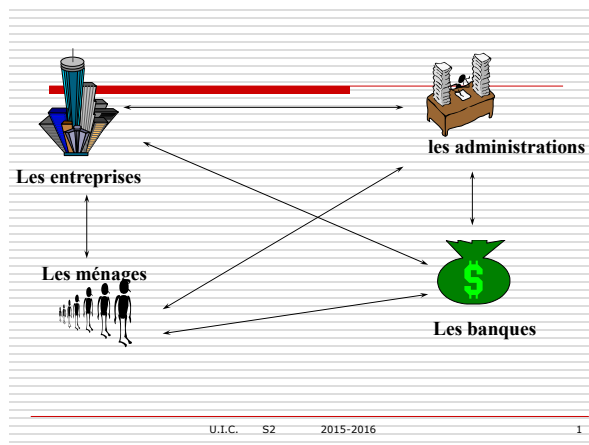 les administrations
Les entreprises
Les ménages
$
Les banques
U.I.C. S2 2015-2016 1